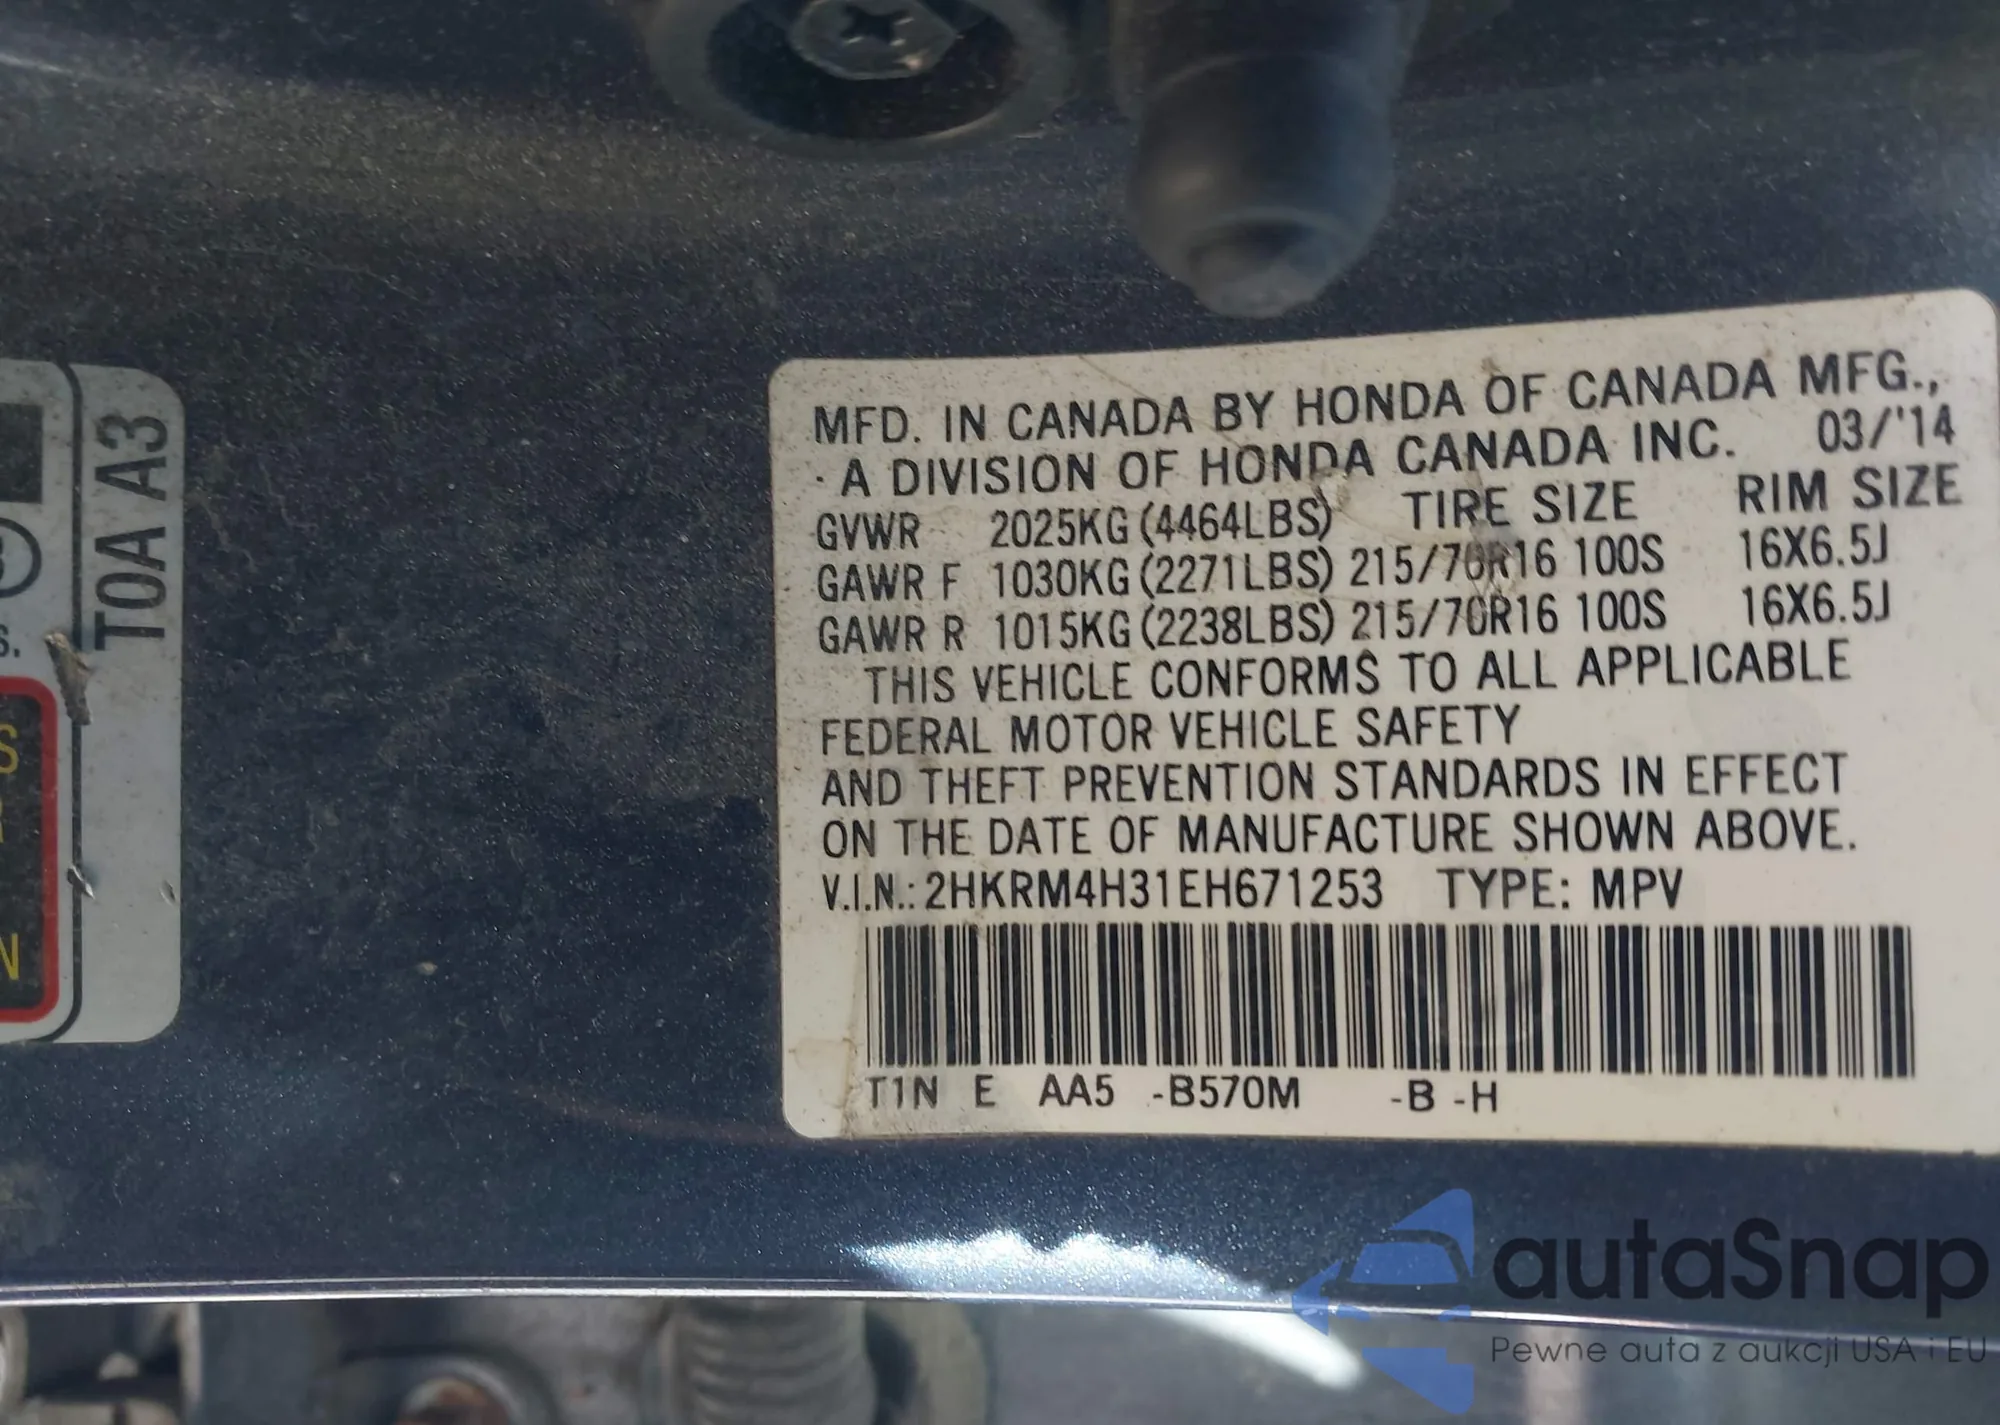 T0A A3
S.
S
N
MFD. IN CANADA BY HONDA OF CANADA MFG.,
A DIVISION OF HONDA CANADA INC. 03/'14
GVWR 2025KG (4464LBS) TIRE SIZE RIM SIZE
GAWR F 1030KG (2271LBS) 215/70R16 100S 16X6.5J
GAWR R 1015KG (2238LBS) 215/70R16 100S 16X6.5J
THIS VEHICLE CONFORMS TO ALL APPLICABLE
FEDERAL MOTOR VEHICLE SAFETY
AND THEFT PREVENTION STANDARDS IN EFFECT
ON THE DATE OF MANUFACTURE SHOWN ABOVE.
V.I.N.: 2HKRM4H31EH671253 TYPE: MPV
T1N E AA5 -B570M -B -H
autaSnap
Pewne auta z aukcji USA i EU